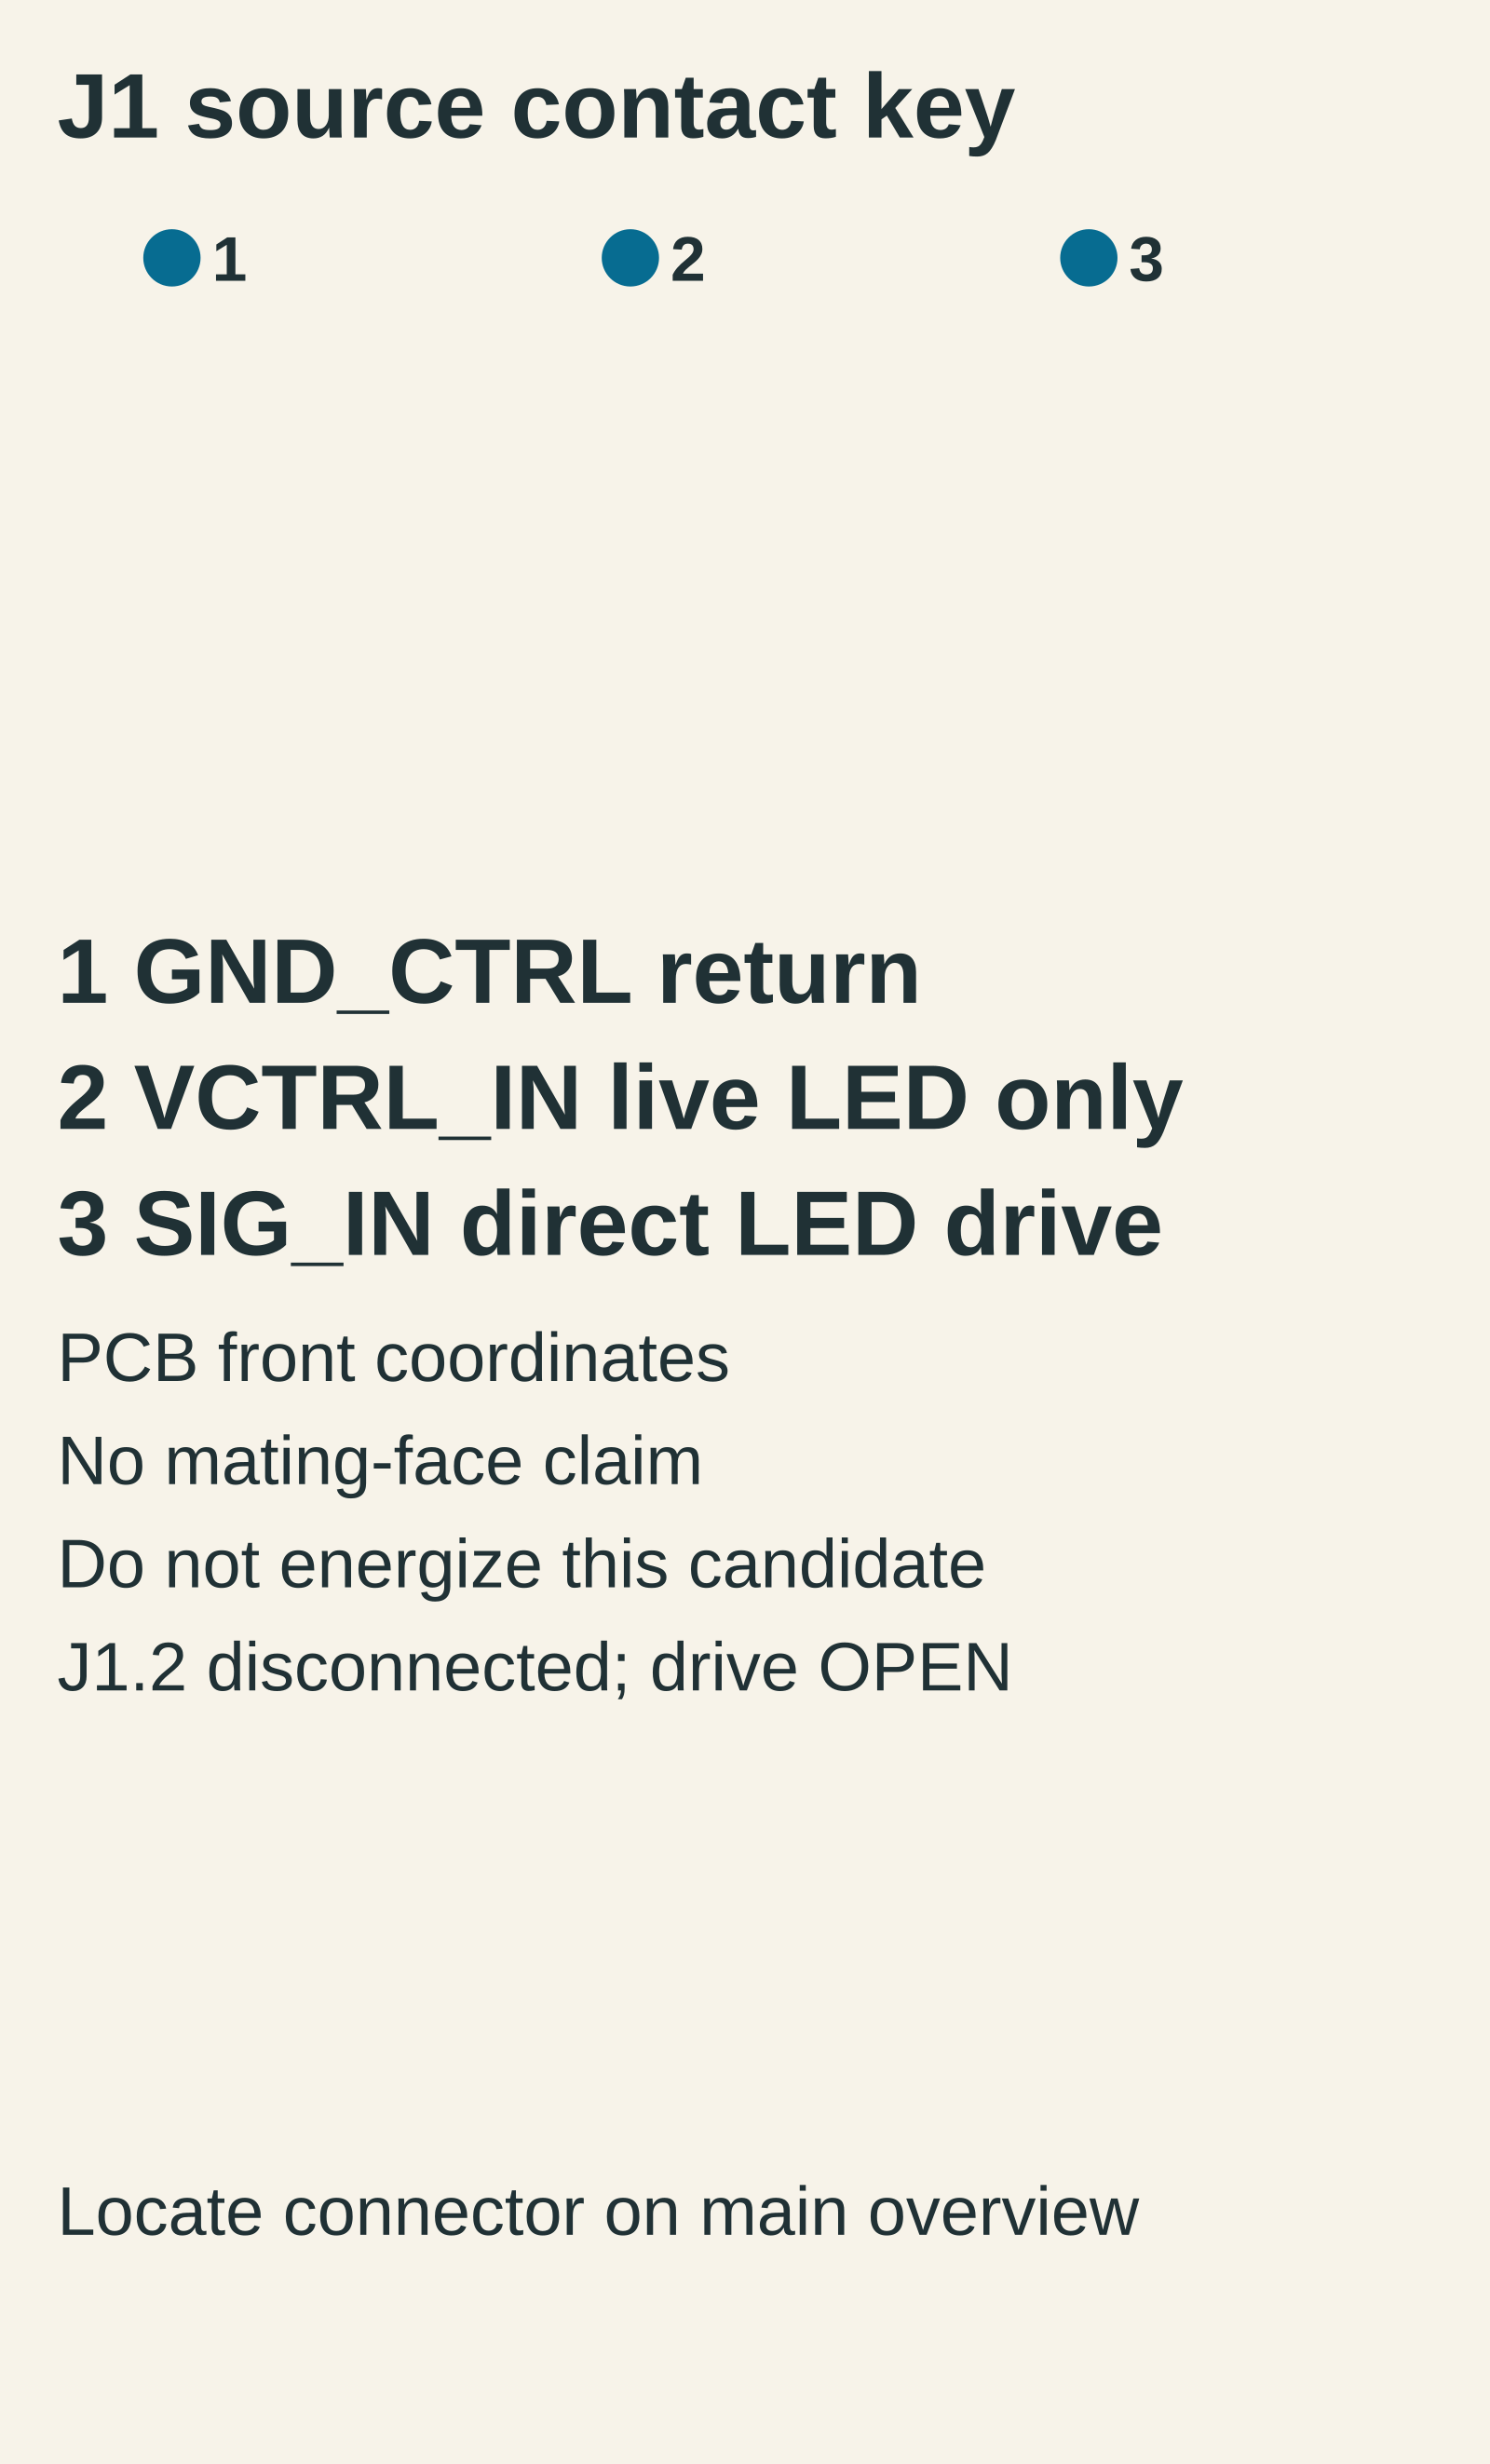 J1 source contact key
1 2 3
1 GND_CTRL return
2 VCTRL_IN live LED only
3 SIG_IN direct LED drive
PCB front coordinates
No mating-face claim
Do not energize this candidate
J1.2 disconnected; drive OPEN
Locate connector on main overview